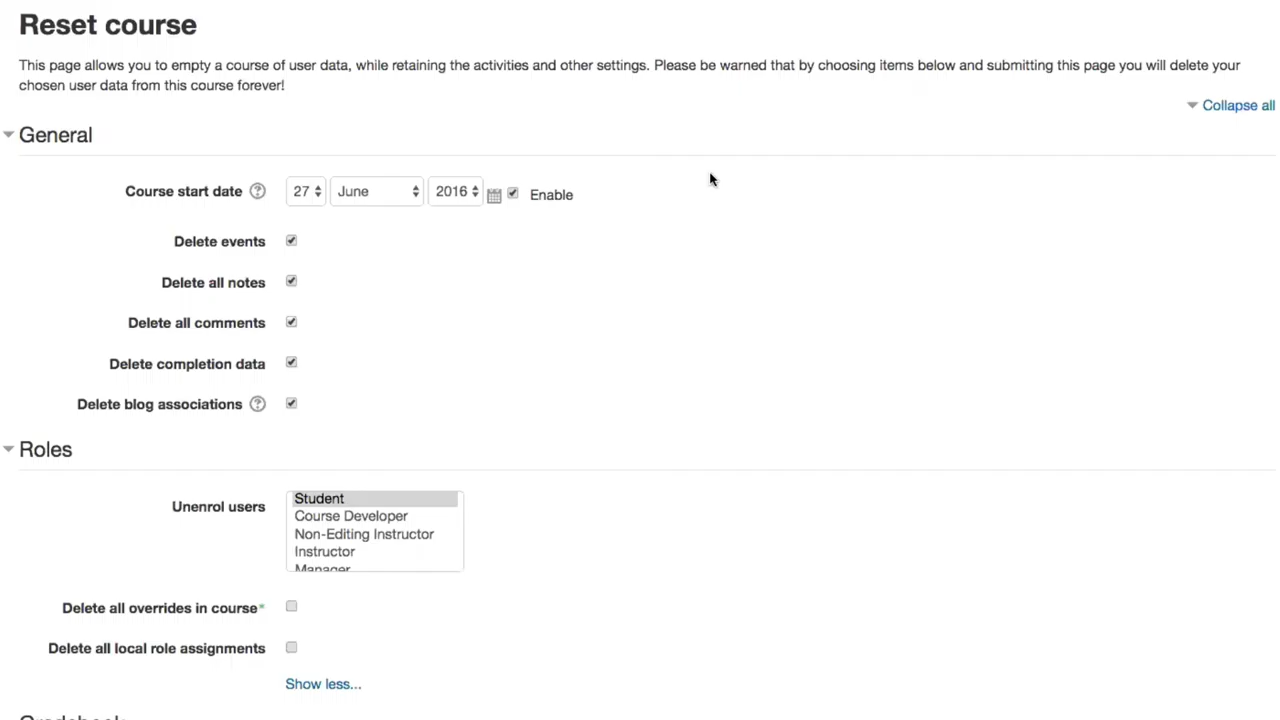 Reset course
This page allows you to empty a course of user data, while retaining the activities and other settings. Please be warned that by choosing items below and submitting this page you will delete your
chosen user data from this course forever!
Collapse all
General
Course start date 27 June 2016 Enable
Delete events
Delete all notes
Delete all comments
Delete completion data
Delete blog associations
Roles
Unenrol users
Student
Course Developer
Non-Editing Instructor
Instructor
Manager
Delete all overrides in course*
Delete all local role assignments
Show less...
Gradebook